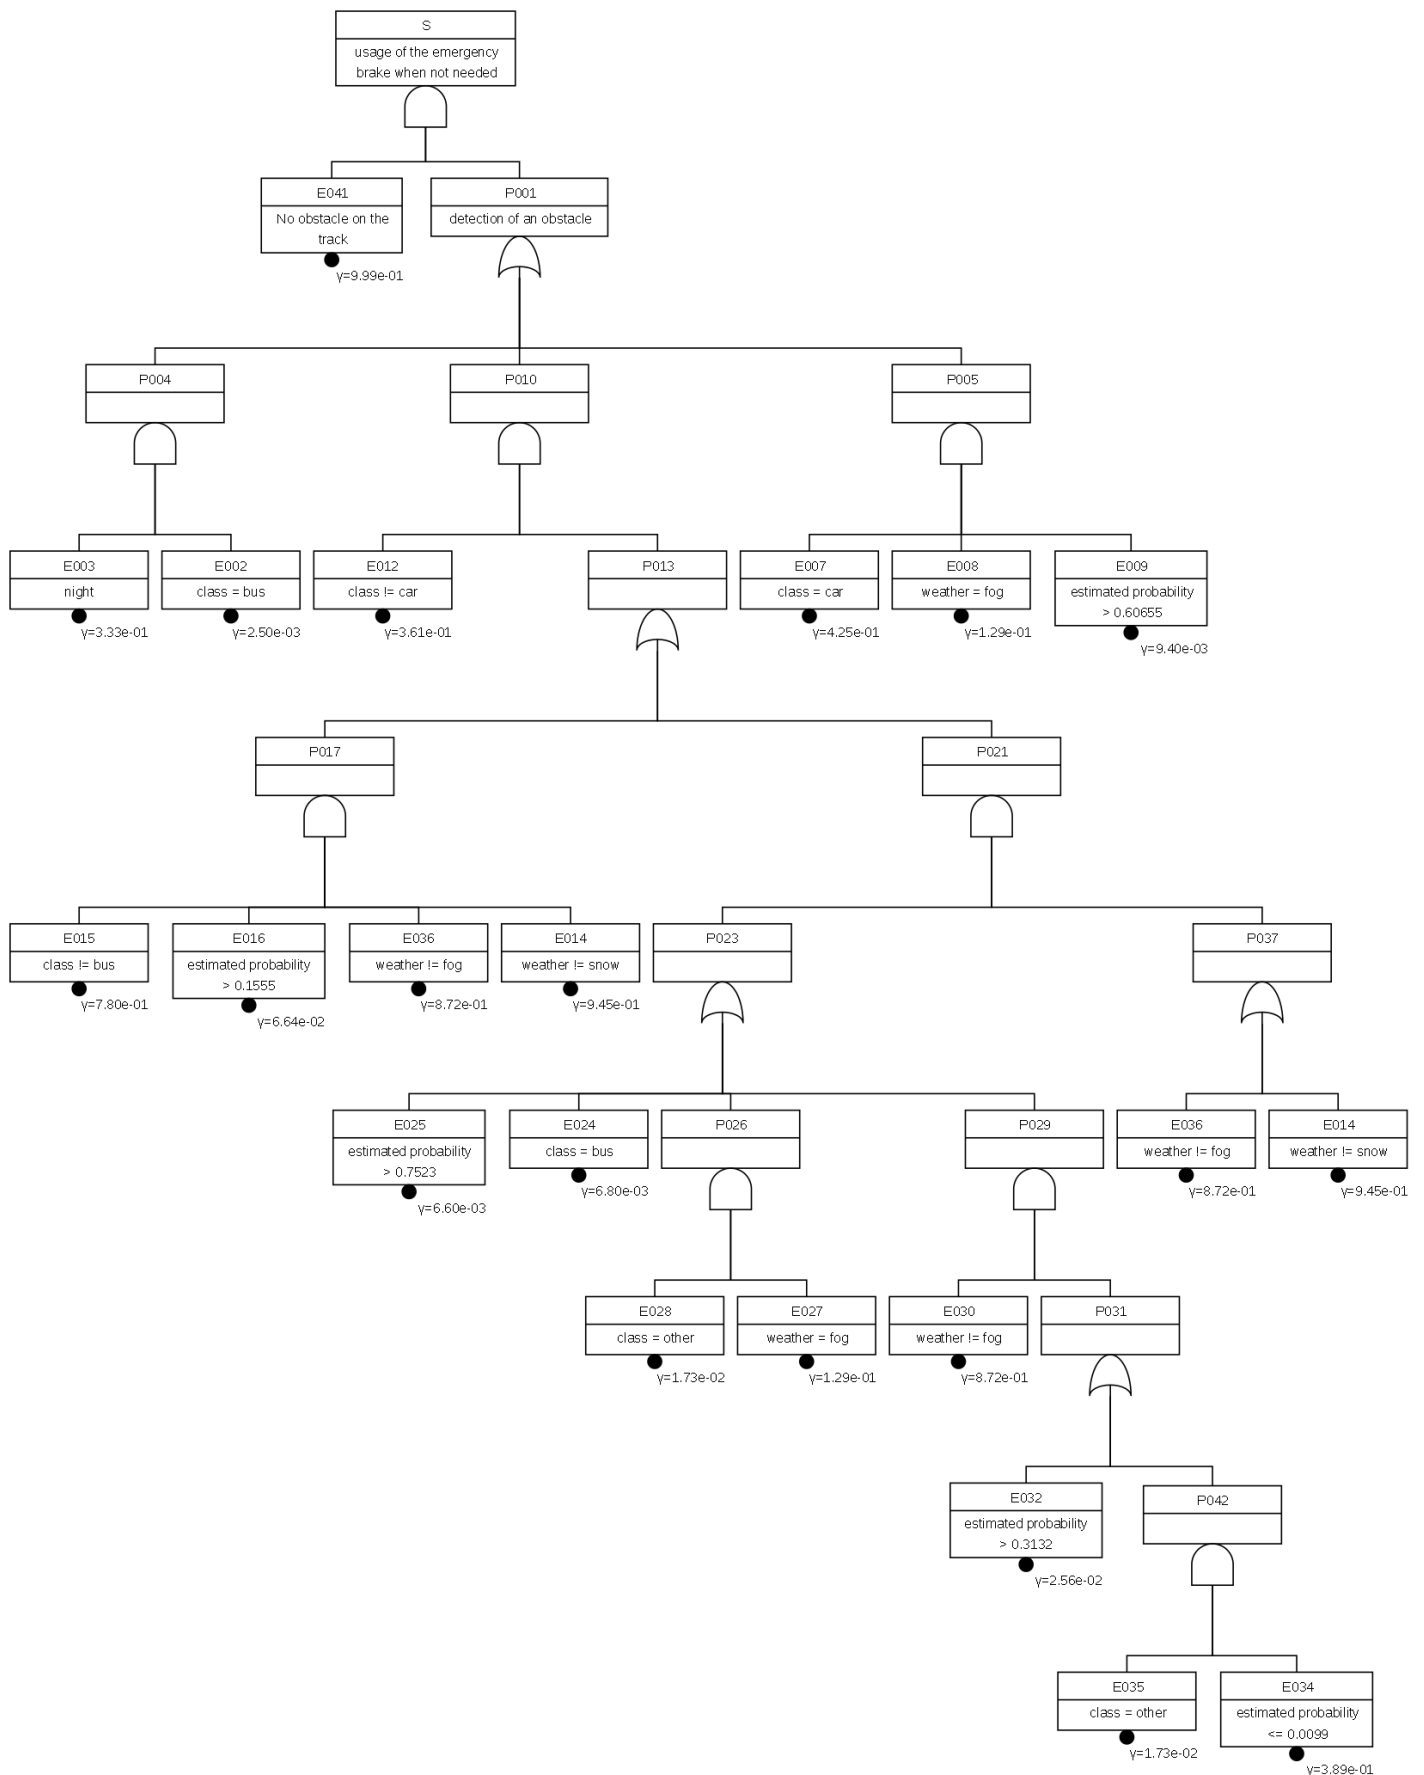 S
usage of the emergency
brake when not needed
E041
No obstacle on the
track
γ=9.99e-01
P001
detection of an obstacle
P004
P010
P005
E003
night
γ=3.33e-01
E002
class = bus
γ=2.50e-03
E012
class != car
γ=3.61e-01
P013
E007
class = car
γ=4.25e-01
E008
weather = fog
γ=1.29e-01
E009
estimated probability
> 0.60655
γ=9.40e-03
P017
P021
E015
class != bus
γ=7.80e-01
E016
estimated probability
> 0.1555
γ=6.64e-02
E036
weather != fog
γ=8.72e-01
E014
weather != snow
γ=9.45e-01
P023
P037
E025
estimated probability
> 0.7523
γ=6.60e-03
E024
class = bus
γ=6.80e-03
P026
P029
E036
weather != fog
γ=8.72e-01
E014
weather != snow
γ=9.45e-01
E028
class = other
γ=1.73e-02
E027
weather = fog
γ=1.29e-01
E030
weather != fog
γ=8.72e-01
P031
E032
estimated probability
> 0.3132
γ=2.56e-02
P042
E035
class = other
γ=1.73e-02
E034
estimated probability
<= 0.0099
γ=3.89e-01